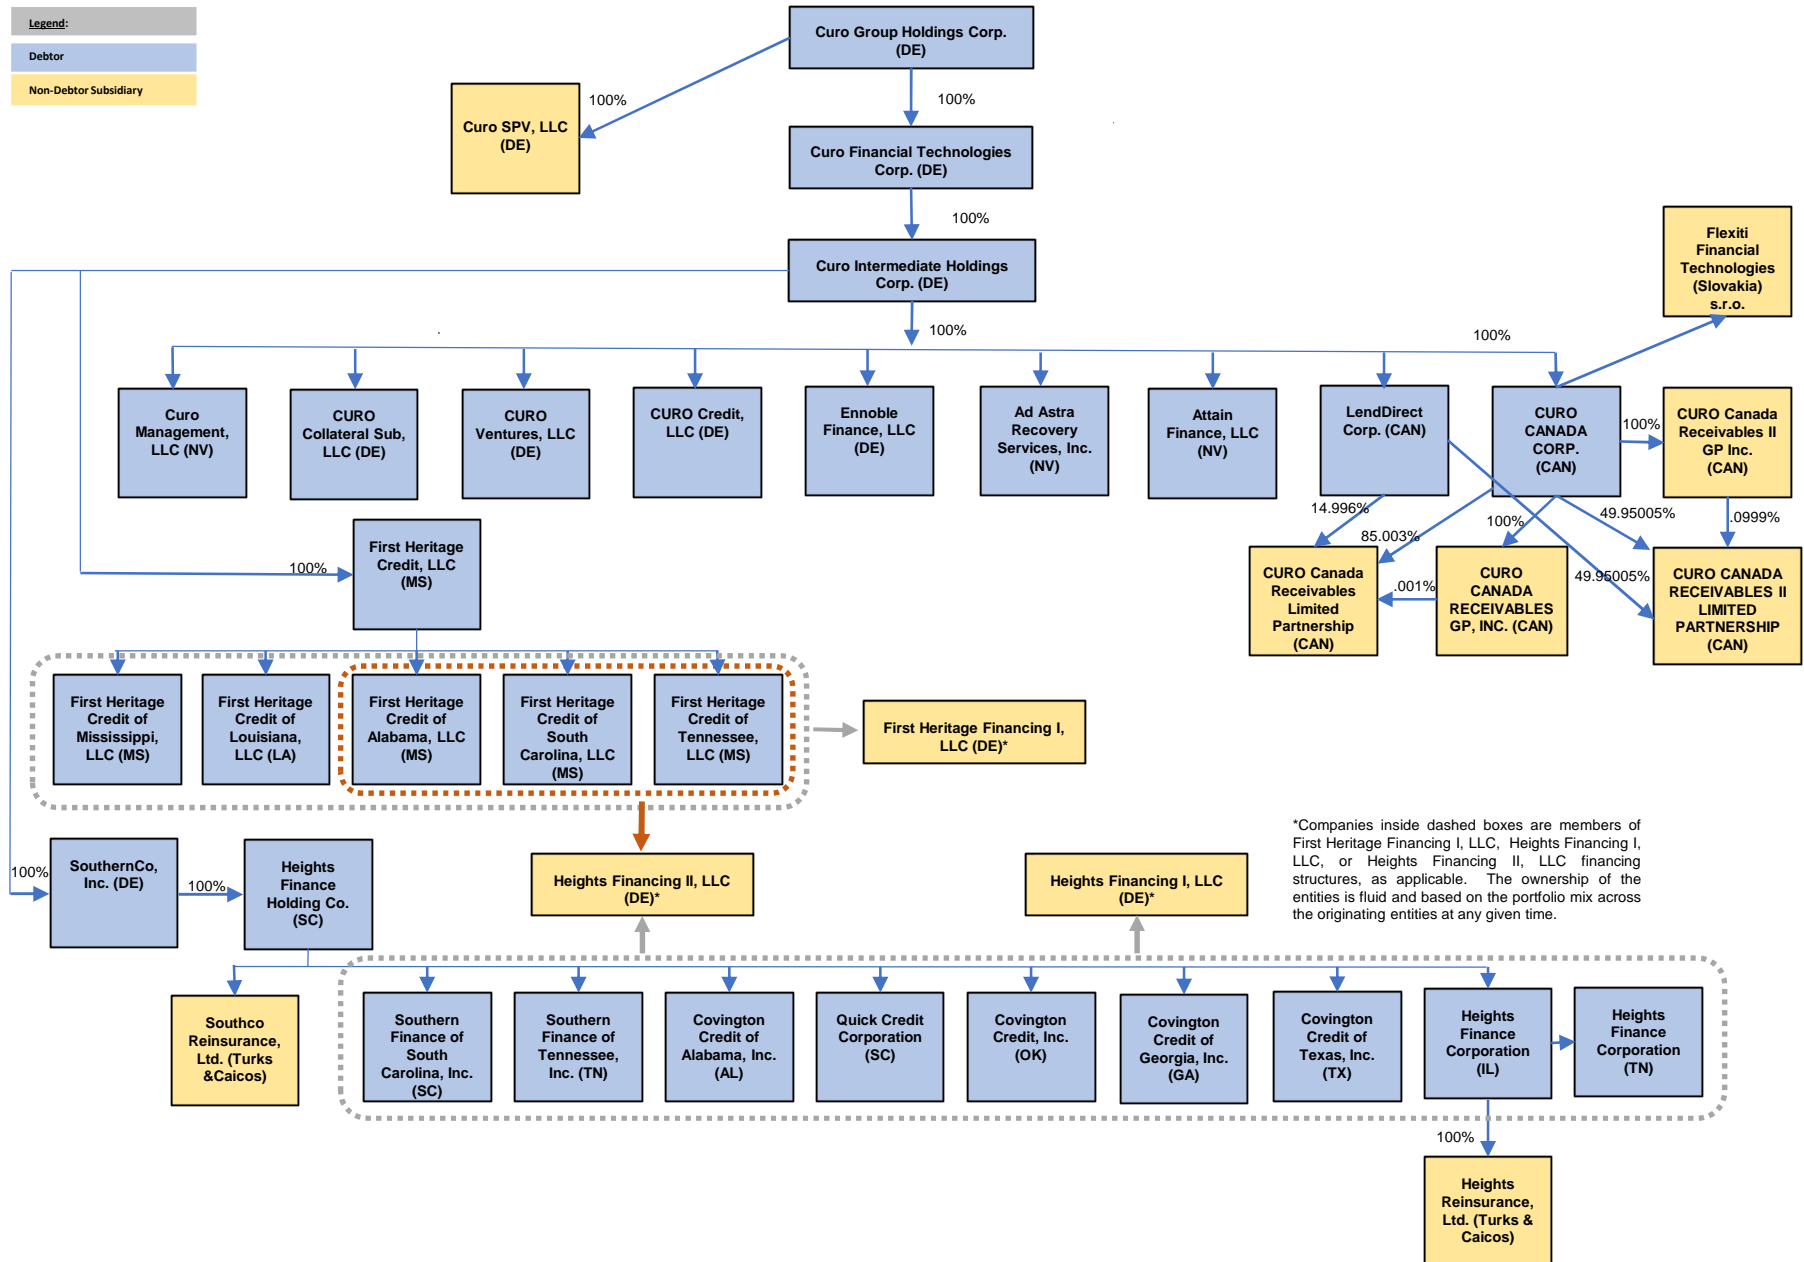 Legend:
Debtor
Non-Debtor Subsidiary
Curo Group Holdings Corp.
(DE)
100%
100%
Curo SPV, LLC
(DE)
Curo Financial Technologies
Corp. (DE)
100%
Curo Intermediate Holdings
Corp. (DE)
Flexiti
Financial
Technologies
(Slovakia)
s.r.o.
100%
100%
Curo
Management,
LLC (NV)
CURO
Collateral Sub,
LLC (DE)
CURO
Ventures, LLC
(DE)
CURO Credit,
LLC (DE)
Ennoble
Finance, LLC
(DE)
Ad Astra
Recovery
Services, Inc.
(NV)
Attain
Finance, LLC
(NV)
LendDirect
Corp. (CAN)
CURO
CANADA
CORP.
(CAN)
100%
CURO Canada
Receivables II
GP Inc.
(CAN)
14.996%
85.003%
100%
49.95005%
.0999%
49.95005%
CURO Canada
Receivables
Limited
Partnership
(CAN)
.001%
CURO
CANADA
RECEIVABLES
GP, INC. (CAN)
CURO CANADA
RECEIVABLES II
LIMITED
PARTNERSHIP
(CAN)
100%
First Heritage
Credit, LLC
(MS)
First Heritage
Credit of
Mississippi,
LLC (MS)
First Heritage
Credit of
Louisiana,
LLC (LA)
First Heritage
Credit of
Alabama, LLC
(MS)
First Heritage
Credit of
South
Carolina, LLC
(MS)
First Heritage
Credit of
Tennessee,
LLC (MS)
First Heritage Financing I,
LLC (DE)*
*Companies inside dashed boxes are members of
First Heritage Financing I, LLC, Heights Financing I,
LLC, or Heights Financing II, LLC financing
structures, as applicable. The ownership of the
entities is fluid and based on the portfolio mix across
the originating entities at any given time.
100%
SouthernCo,
Inc. (DE)
100%
Heights
Finance
Holding Co.
(SC)
Heights Financing II, LLC
(DE)*
Heights Financing I, LLC
(DE)*
Southco
Reinsurance,
Ltd. (Turks
&Caicos)
Southern
Finance of
South
Carolina, Inc.
(SC)
Southern
Finance of
Tennessee,
Inc. (TN)
Covington
Credit of
Alabama, Inc.
(AL)
Quick Credit
Corporation
(SC)
Covington
Credit, Inc.
(OK)
Covington
Credit of
Georgia, Inc.
(GA)
Covington
Credit of
Texas, Inc.
(TX)
Heights
Finance
Corporation
(IL)
Heights
Finance
Corporation
(TN)
100%
Heights
Reinsurance,
Ltd. (Turks &
Caicos)